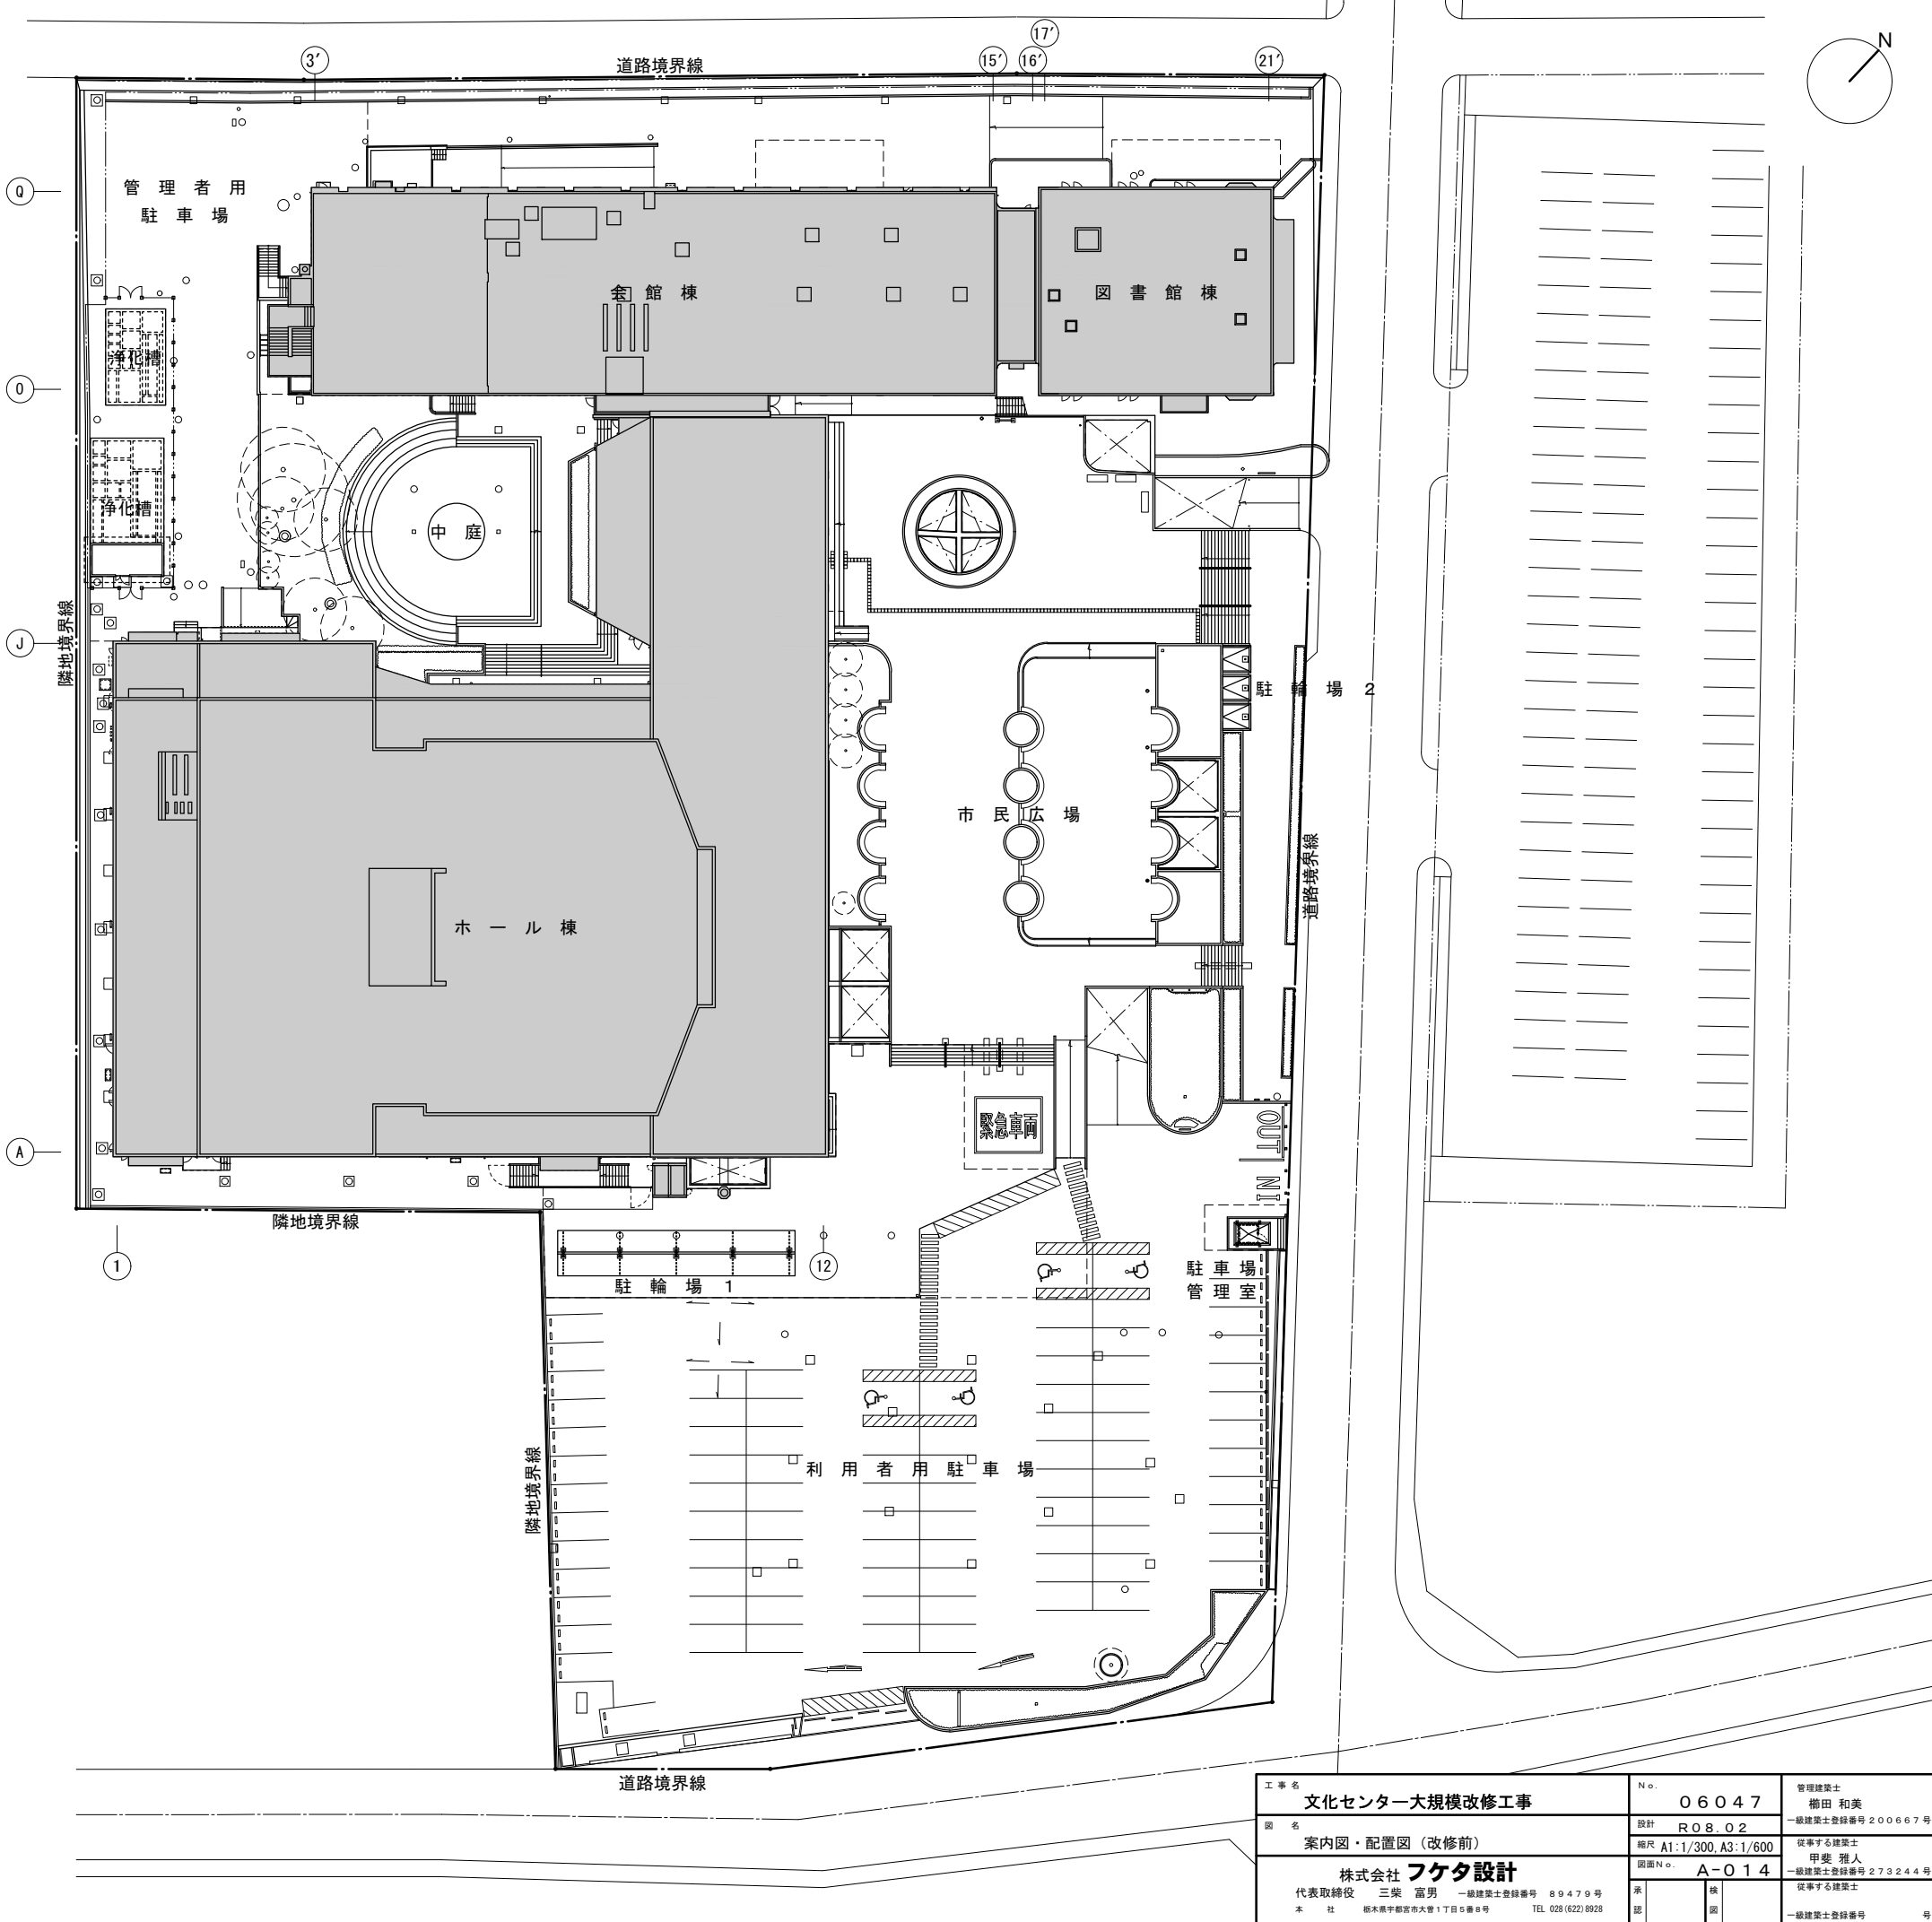 17′
3′
道路境界線
15′ 16′
21′
N
Q
管理者用
駐車場
会館棟
図書館棟
浄化槽
O
浄化槽
中庭
J
隣地境界線
駐輪場2
市民広場
道路境界線
ホール棟
緊急車両
A
OUT
IN
隣地境界線
1
12
駐輪場1
駐車場
管理室
利用者用駐車場
隣地境界線
道路境界線
工事名
文化センター大規模改修工事
図名
案内図・配置図（改修前）
株式会社 フケタ設計
代表取締役 三柴 富男 一級建築士登録番号 89479号
本社 栃木県宇都宮市大曽1丁目5番8号 TEL 028(622)8928
No. 06047
設計 R08.02
縮尺 A1:1/300, A3:1/600
図面No. A-014
承認
検図
管理建築士
櫛田 和美
一級建築士登録番号 200667号
従事する建築士
甲斐 雅人
一級建築士登録番号 273244号
従事する建築士
一級建築士登録番号 号